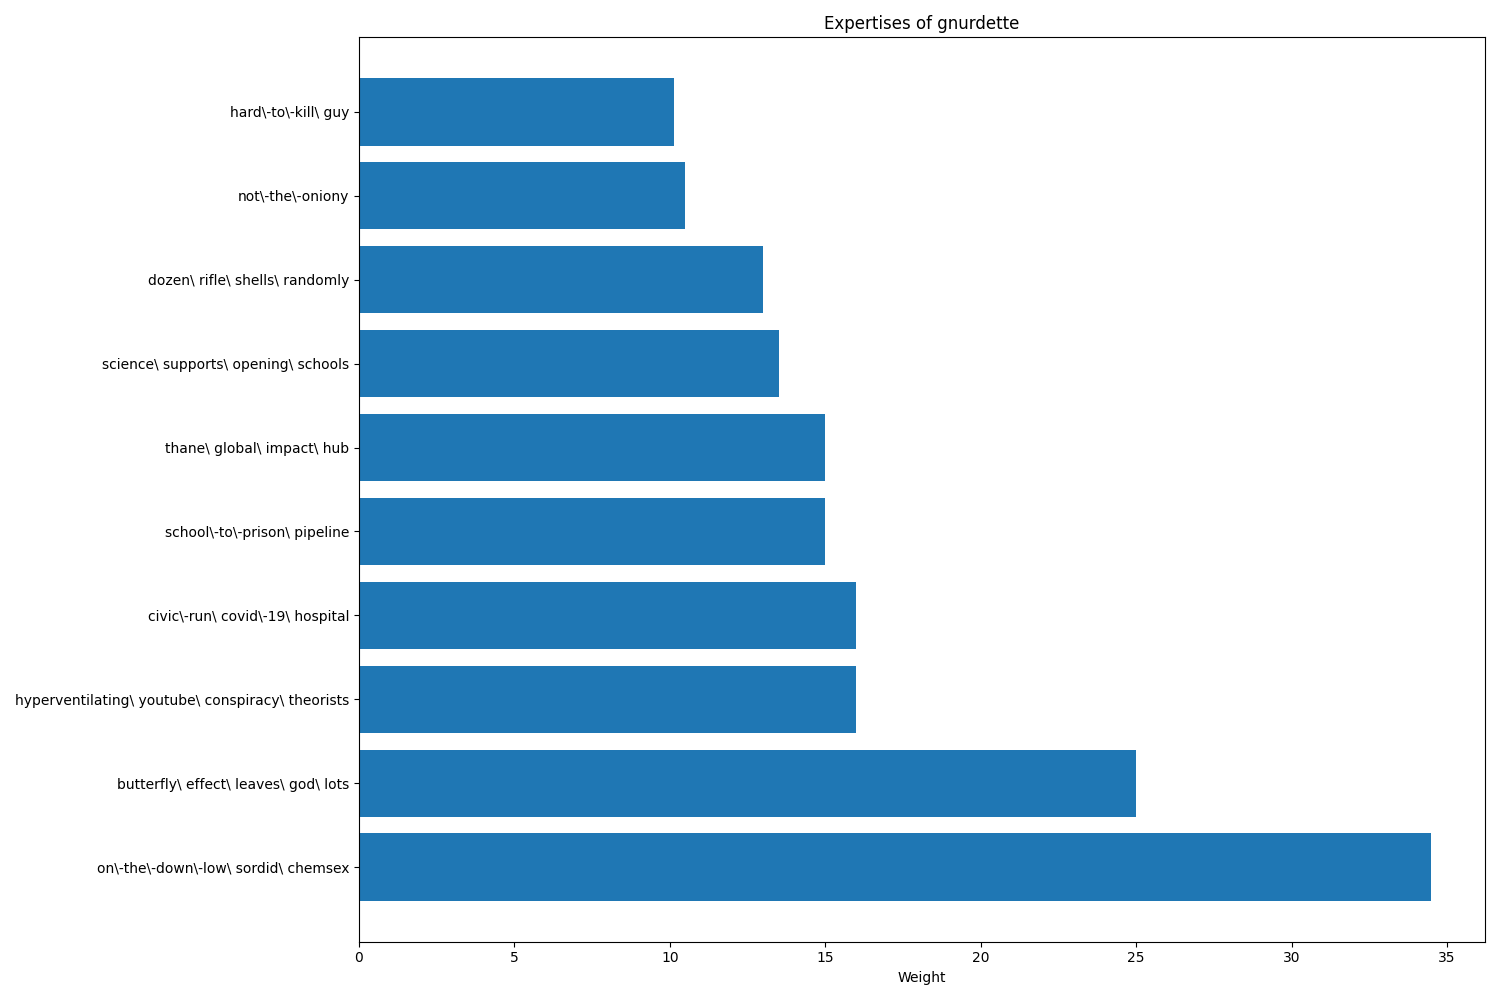 Expertises of gnurdette
hard\-to\-kill\ guy
not\-the\-oniony
dozen\ rifle\ shells\ randomly
science\ supports\ opening\ schools
thane\ global\ impact\ hub
school\-to\-prison\ pipeline
civic\-run\ covid\-19\ hospital
hyperventilating\ youtube\ conspiracy\ theorists
butterfly\ effect\ leaves\ god\ lots
on\-the\-down\-low\ sordid\ chemsex
0 5 10 15 20 25 30 35
Weight